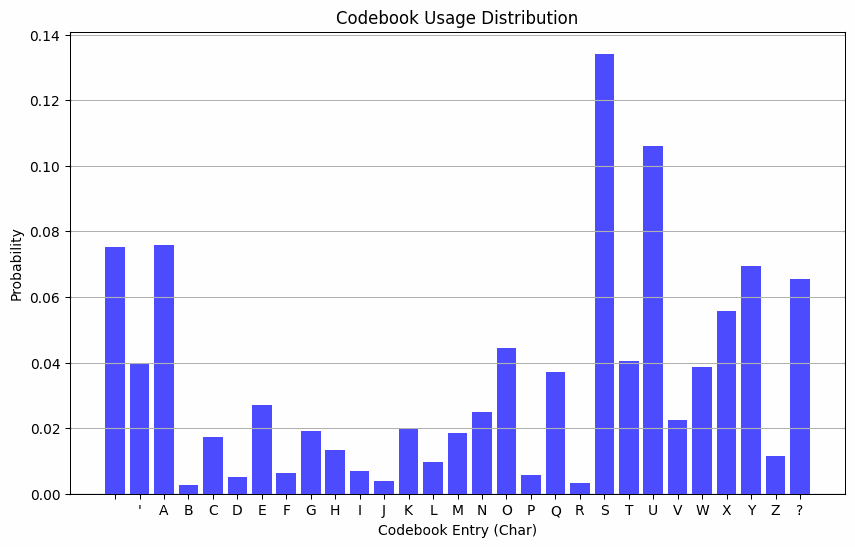 Codebook Usage Distribution
Probability
0.14
0.12
0.10
0.08
0.06
0.04
0.02
0.00
' A B C D E F G H I J K L M N O P Q R S T U V W X Y Z ?
Codebook Entry (Char)